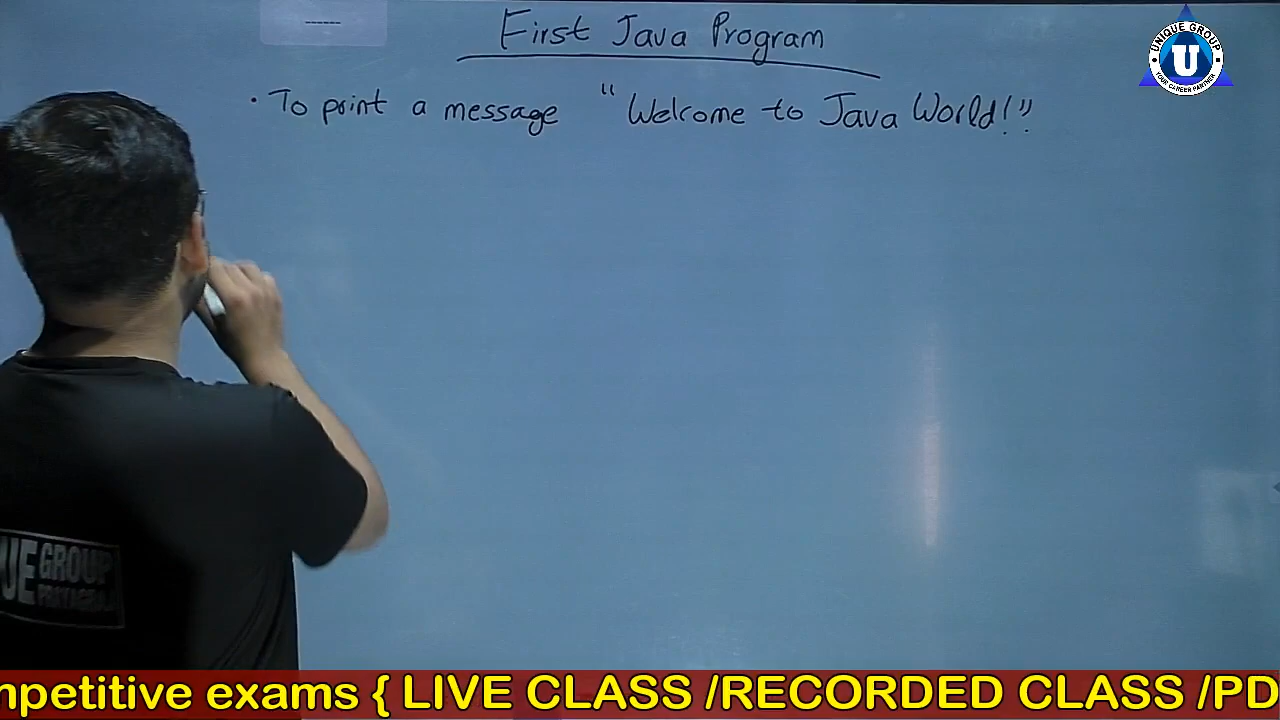 First Java Program
• To print a message "Welcome to Java World!"
UNIQUE GROUP
U
YOUR CAREER PARTNER
UE GROUP
PRAYAGRAJ
mpetitive exams { LIVE CLASS /RECORDED CLASS /PD